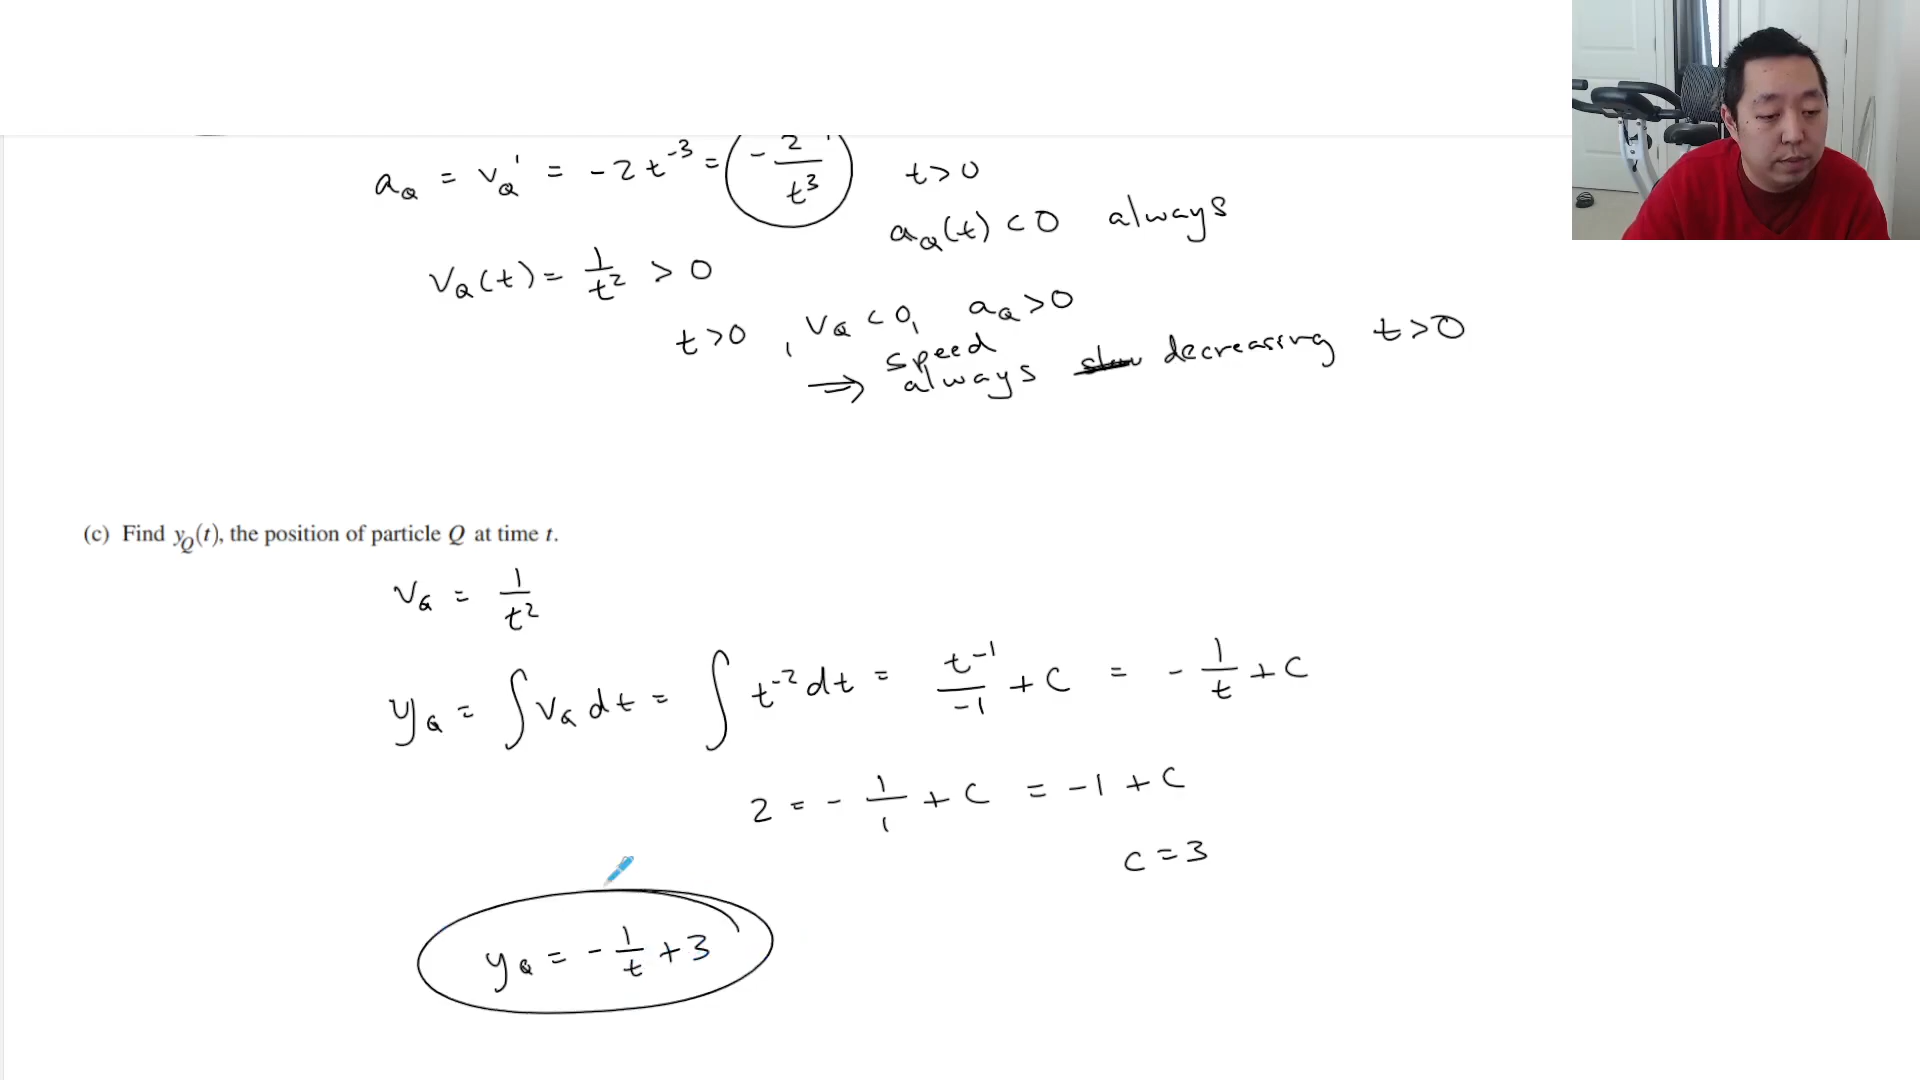 a_Q = v_Q' = -2t^-3 = -2/t^3 t>0
a_Q(t) < 0 always
v_Q(t) = 1/t^2 > 0
t>0, v_Q < 0, a_Q > 0
speed
⇒ always decreasing t>0
(c) Find y_Q(t), the position of particle Q at time t.
v_Q = 1/t^2
y_Q = ∫v_Q dt = ∫t^-2 dt = t^-1/-1 + C = -1/t + C
2 = -1/1 + C = -1 + C
C = 3
y_Q = -1/t + 3